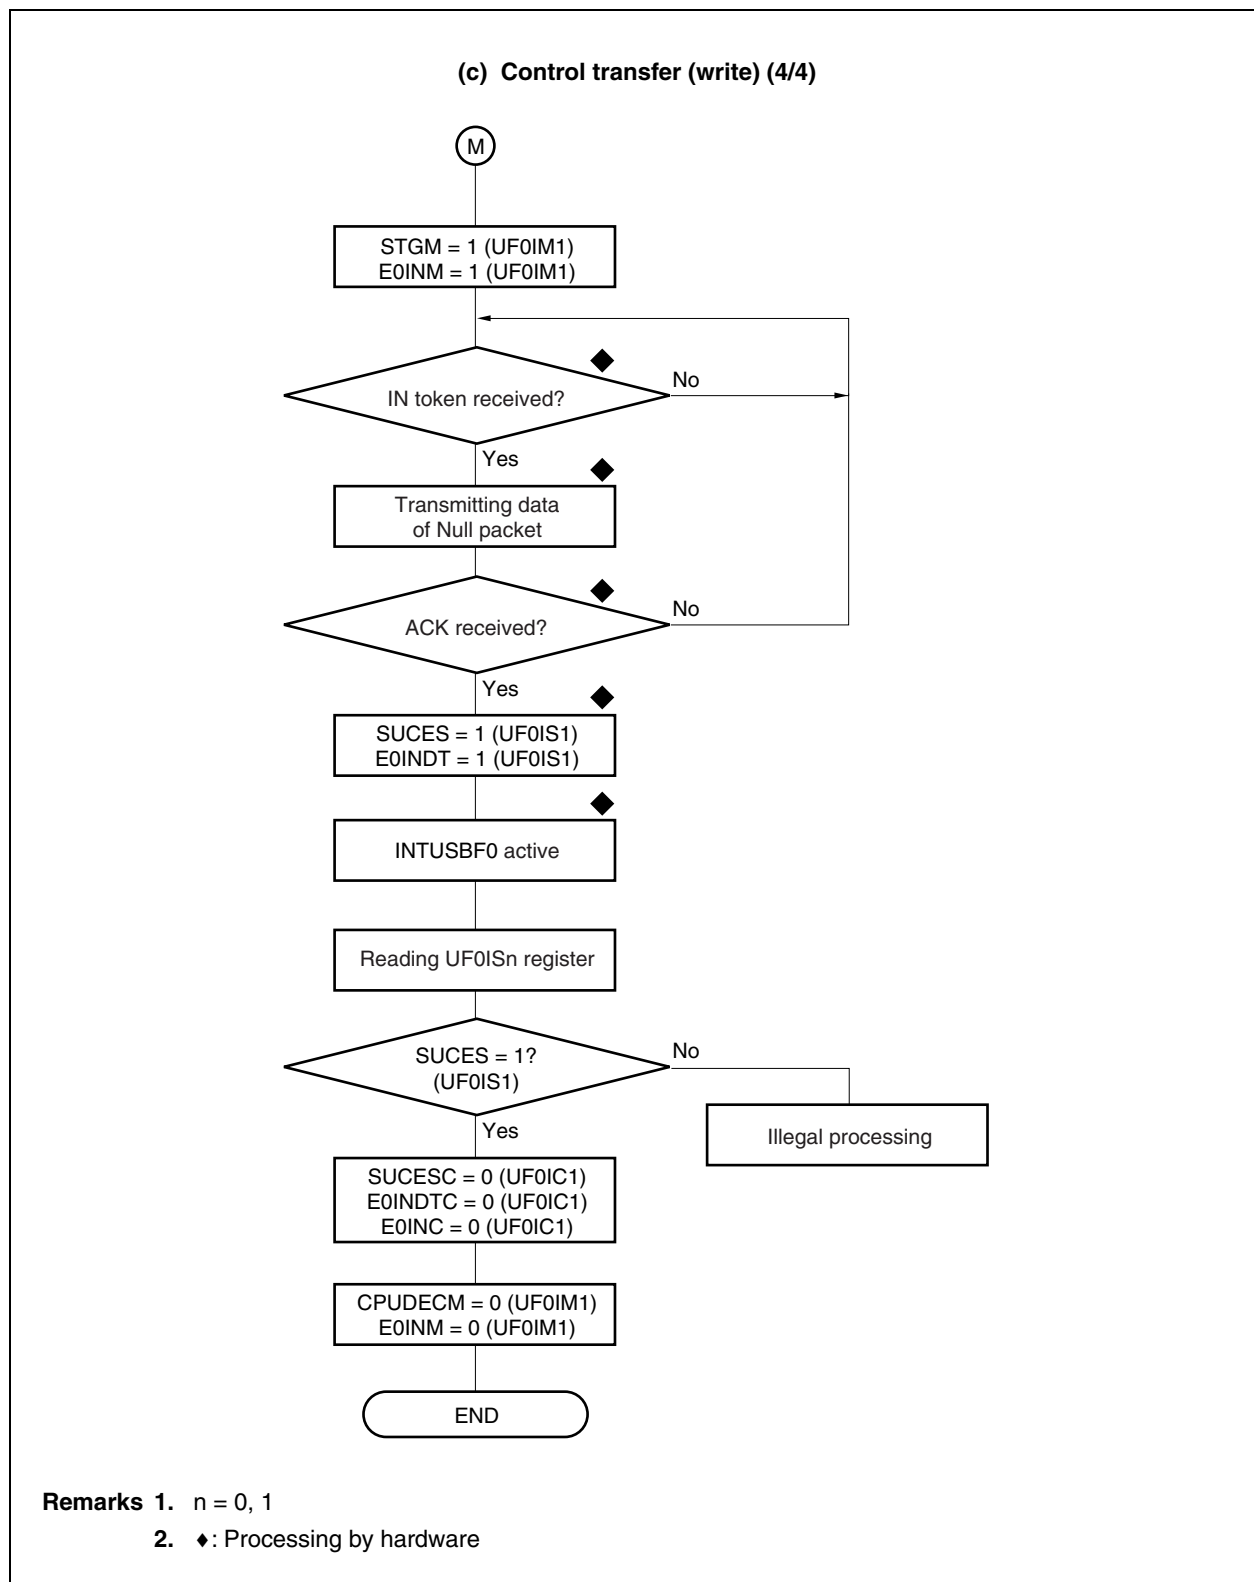 (c) Control transfer (write) (4/4)
M
STGM = 1 (UF0IM1)
E0INM = 1 (UF0IM1)
IN token received?
No
Yes
Transmitting data
of Null packet
ACK received?
No
Yes
SUCES = 1 (UF0IS1)
E0INDT = 1 (UF0IS1)
INTUSBF0 active
Reading UF0ISn register
SUCES = 1?
(UF0IS1)
No
Illegal processing
Yes
SUCESC = 0 (UF0IC1)
E0INDTC = 0 (UF0IC1)
E0INC = 0 (UF0IC1)
CPUDECM = 0 (UF0IM1)
E0INM = 0 (UF0IM1)
END
Remarks 1. n = 0, 1
2. ♦: Processing by hardware